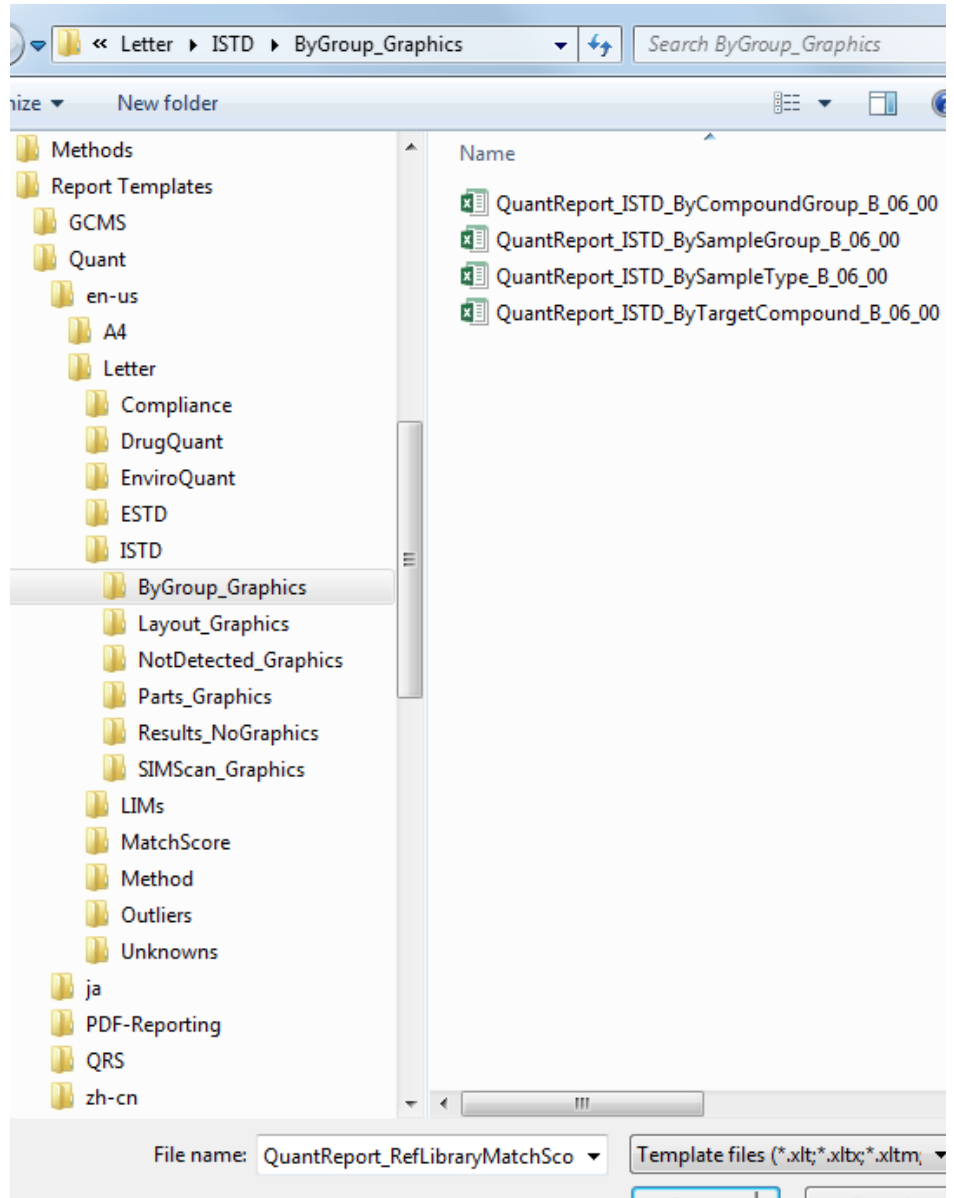 « Letter ▸ ISTD ▸ ByGroup_Graphics
Search ByGroup_Graphics
New folder
Methods
Report Templates
GCMS
Quant
en-us
A4
Letter
Compliance
DrugQuant
EnviroQuant
ESTD
ISTD
ByGroup_Graphics
Layout_Graphics
NotDetected_Graphics
Parts_Graphics
Results_NoGraphics
SIMScan_Graphics
LIMs
MatchScore
Method
Outliers
Unknowns
ja
PDF-Reporting
QRS
zh-cn
Name
QuantReport_ISTD_ByCompoundGroup_B_06_00
QuantReport_ISTD_BySampleGroup_B_06_00
QuantReport_ISTD_BySampleType_B_06_00
QuantReport_ISTD_ByTargetCompound_B_06_00
File name: QuantReport_RefLibraryMatchSco
Template files (*.xlt;*.xltx;*.xltm;